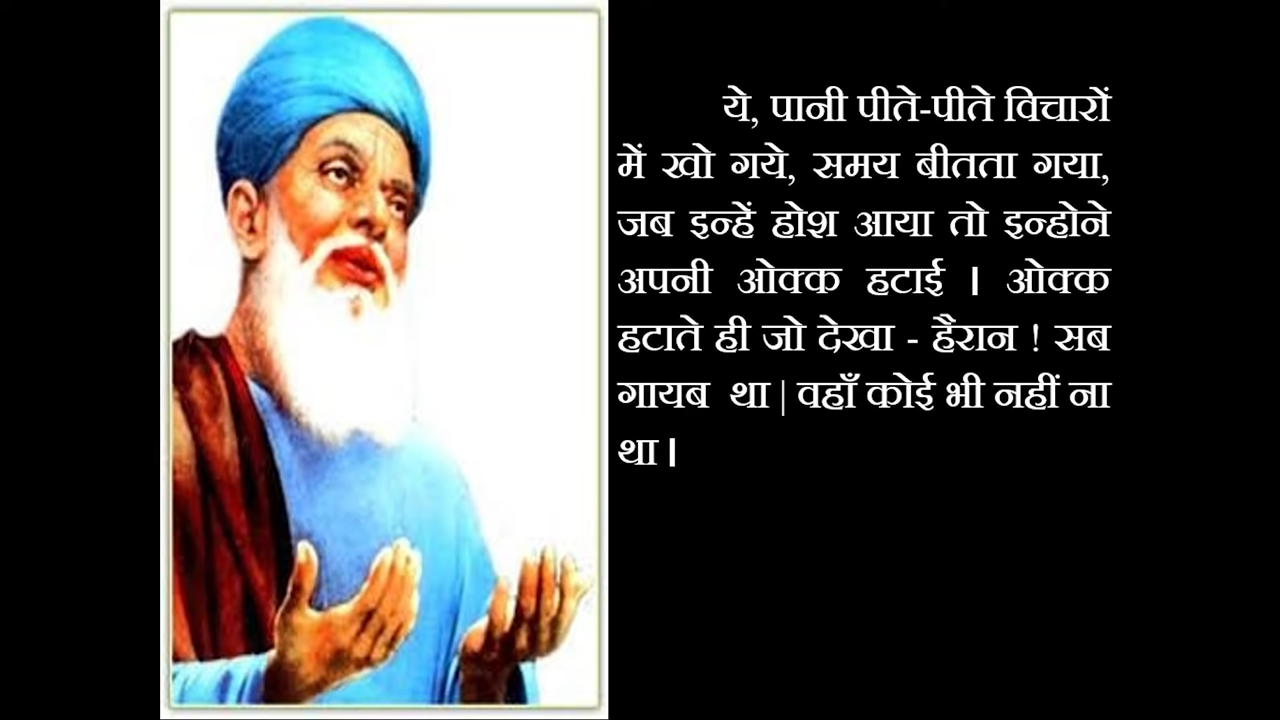 ये, पानी पीते-पीते विचारों
में खो गये, समय बीतता गया,
जब इन्हें होश आया तो इन्होने
अपनी ओक्क हटाई । ओक्क
हटाते ही जो देखा - हैरान ! सब
गायब था | वहाँ कोई भी नहीं ना
था ।